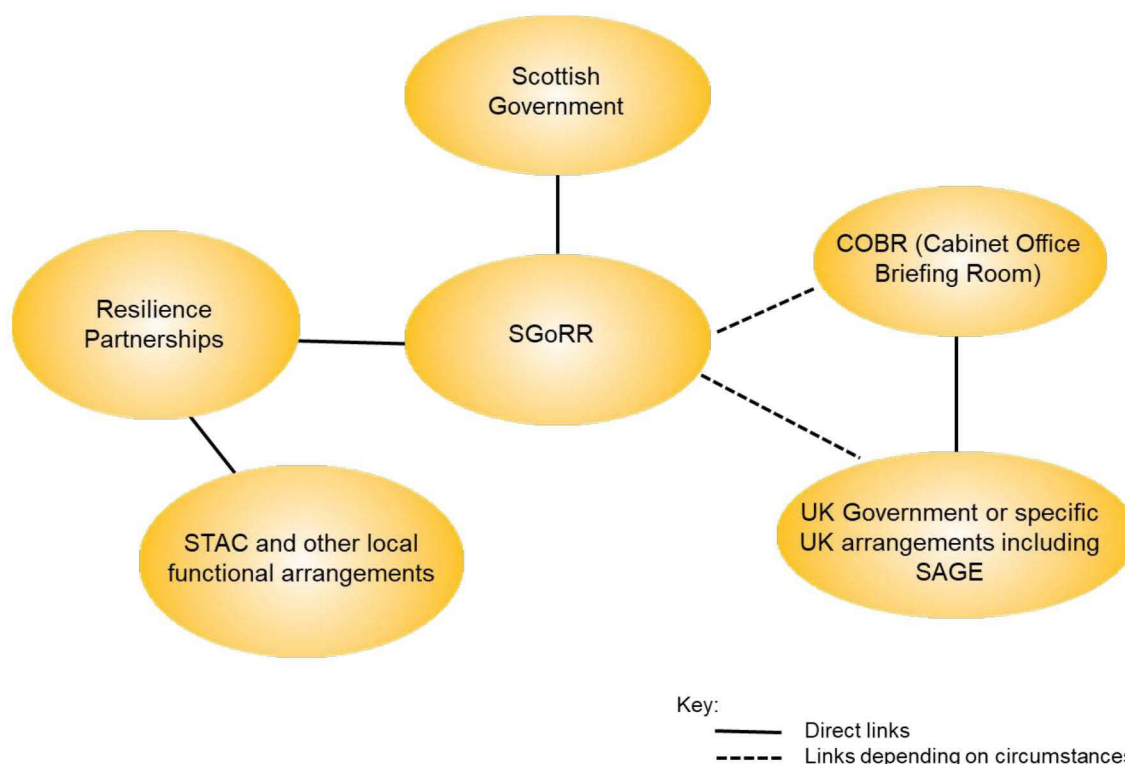 Scottish
Government
COBR (Cabinet Office
Briefing Room)
Resilience
Partnerships
SGoRR
STAC and other local
functional arrangements
UK Government or specific
UK arrangements including
SAGE
Key:
Direct links
Links depending on circumstances